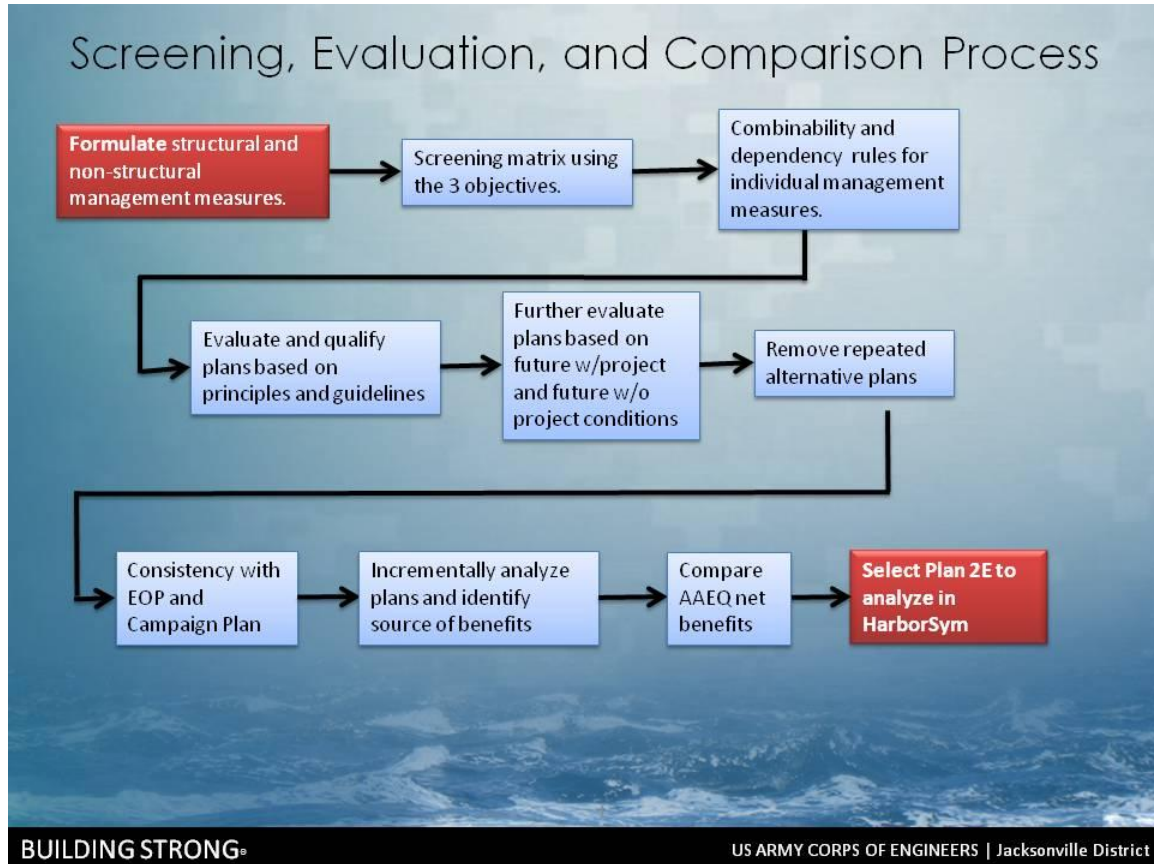 Screening, Evaluation, and Comparison Process
Formulate structural and
non-structural
management measures.
Screening matrix using
the 3 objectives.
Combinability and
dependency rules for
individual management
measures.
Evaluate and qualify
plans based on
principles and guidelines
Further evaluate
plans based on
future w/project
and future w/o
project conditions
Remove repeated
alternative plans
Consistency with
EOP and
Campaign Plan
Incrementally analyze
plans and identify
source of benefits
Compare
AAEQ net
benefits
Select Plan 2E to
analyze in
HarborSym
BUILDING STRONG®
US ARMY CORPS OF ENGINEERS | Jacksonville District